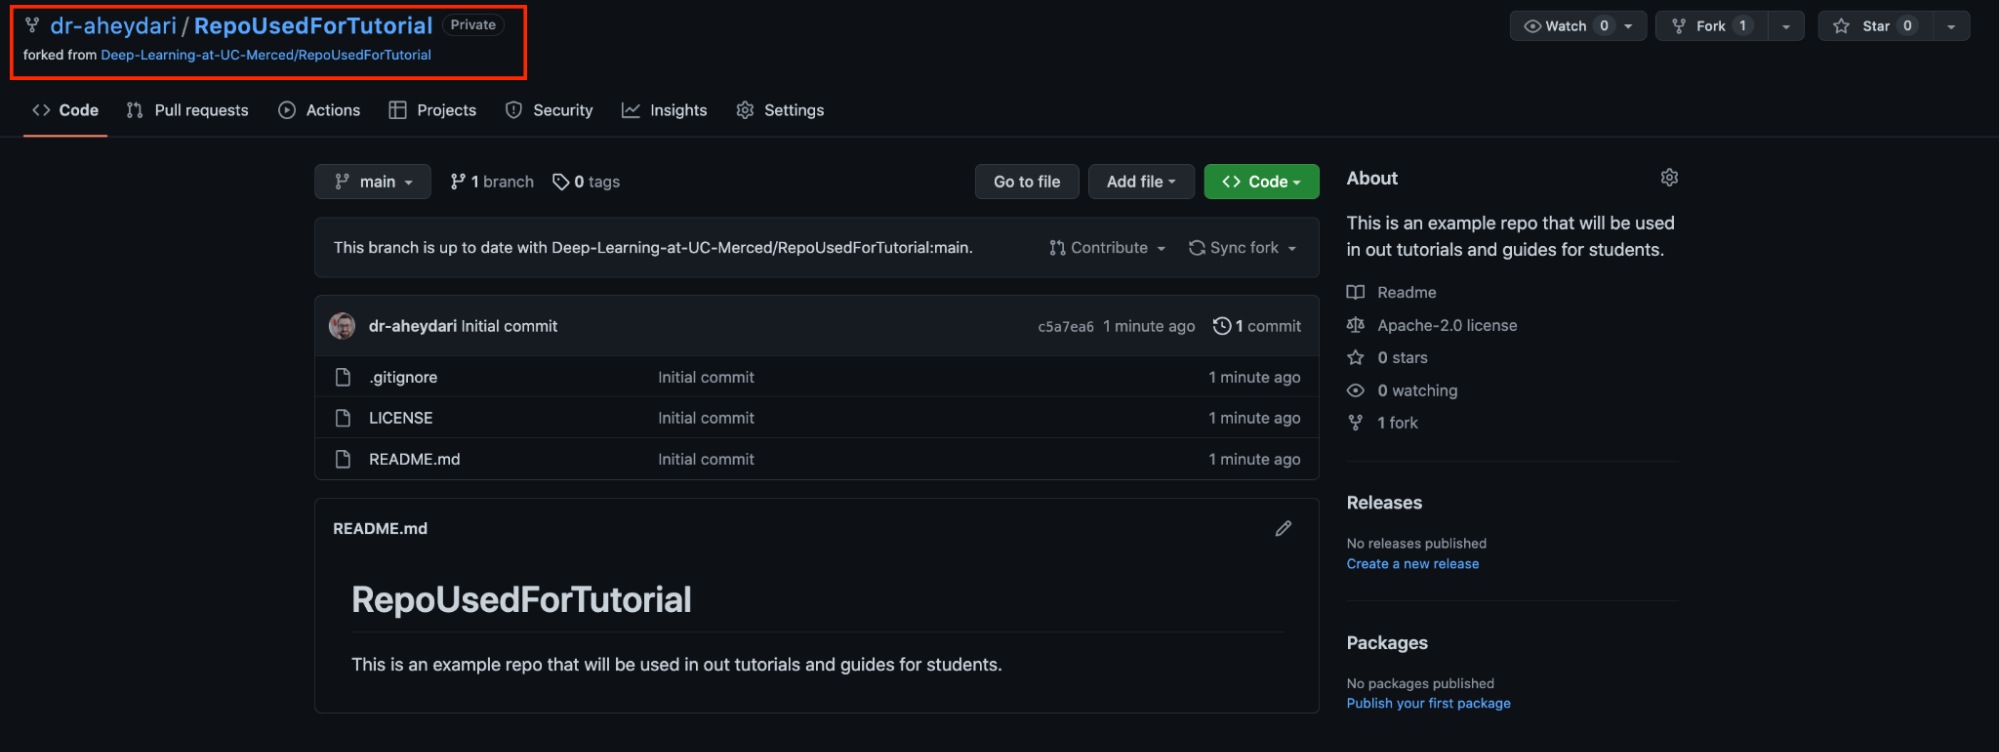 dr-aheydari / RepoUsedForTutorial Private
Watch 0 Fork 1 Star 0
forked from Deep-Learning-at-UC-Merced/RepoUsedForTutorial
Code Pull requests Actions Projects Security Insights Settings
main 1 branch 0 tags Go to file Add file Code
This branch is up to date with Deep-Learning-at-UC-Merced/RepoUsedForTutorial:main. Contribute Sync fork
dr-aheydari Initial commit c5a7ea6 1 minute ago 1 commit
.gitignore Initial commit 1 minute ago
LICENSE Initial commit 1 minute ago
README.md Initial commit 1 minute ago
README.md
RepoUsedForTutorial
This is an example repo that will be used in out tutorials and guides for students.
About
This is an example repo that will be used
in out tutorials and guides for students.
Readme
Apache-2.0 license
0 stars
0 watching
1 fork
Releases
No releases published
Create a new release
Packages
No packages published
Publish your first package